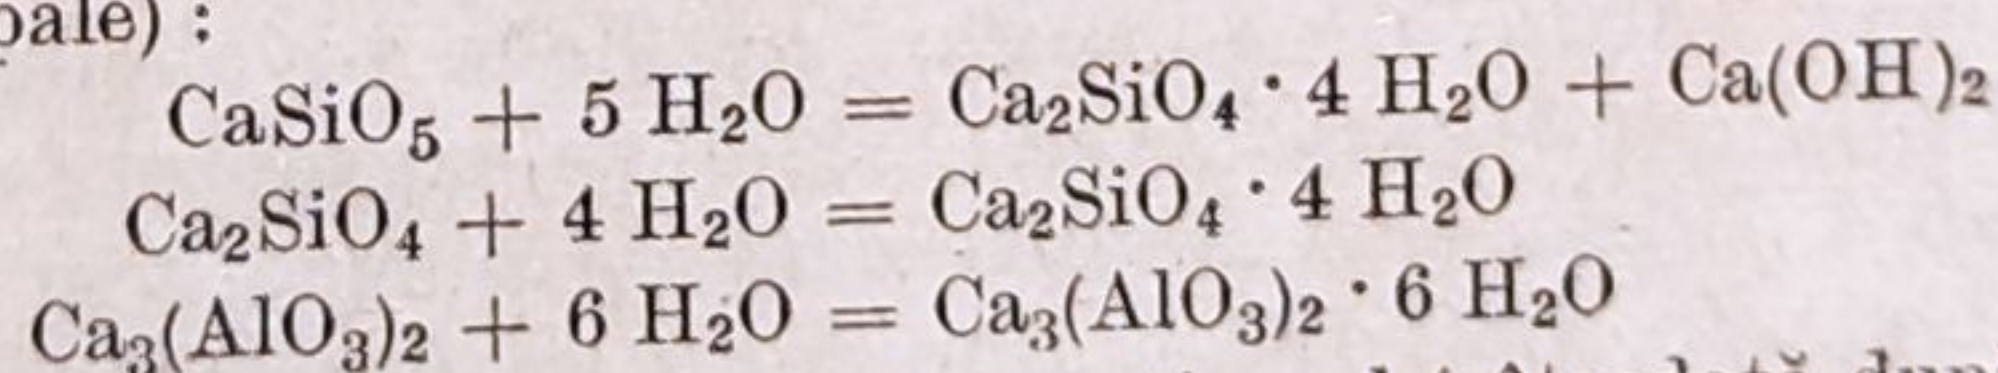 pale) :
CaSiO₅ + 5 H₂O = Ca₂SiO₄ · 4 H₂O + Ca(OH)₂
Ca₂SiO₄ + 4 H₂O = Ca₂SiO₄ · 4 H₂O
Ca₃(AlO₃)₂ + 6 H₂O = Ca₃(AlO₃)₂ · 6 H₂O